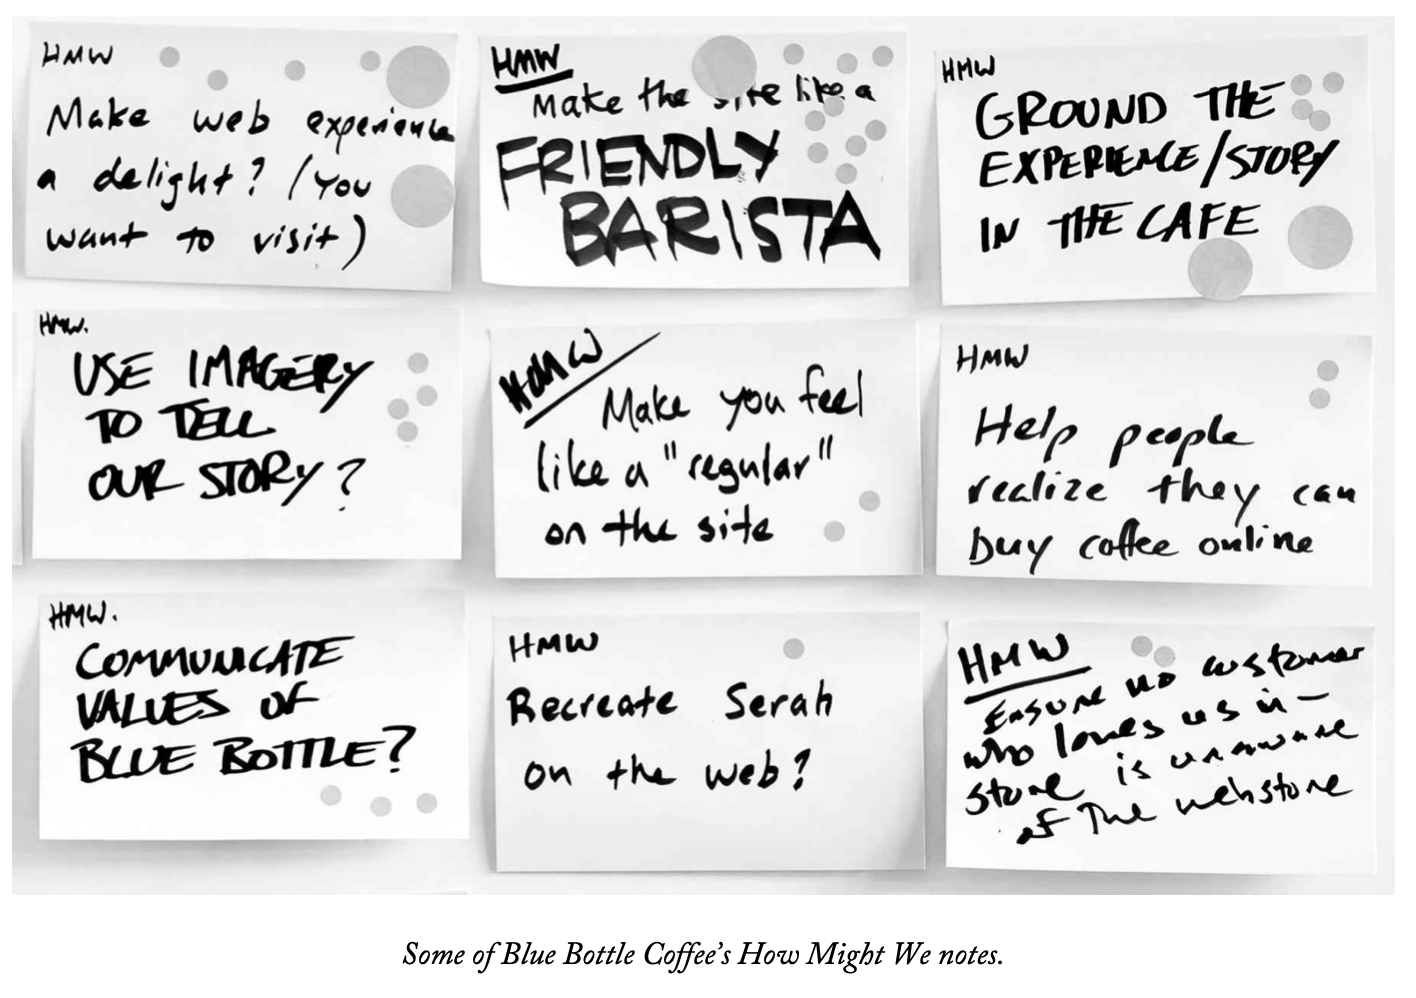 HMW
Make web experience
a delight? (you
want to visit)
HMW
Make the site like a
FRIENDLY
BARISTA
HMW
GROUND THE
EXPERIENCE/STORY
IN THE CAFE
HMW.
USE IMAGERY
TO TELL
OUR STORY?
HMW
Make you feel
like a "regular"
on the site
HMW
Help people
realize they can
buy coffee online
HMW.
COMMUNICATE
VALUES OF
BLUE BOTTLE?
HMW
Recreate Serah
on the web?
HMW
Ensure no customer
who loves us in-
store is unaware
of The webstore
Some of Blue Bottle Coffee's How Might We notes.